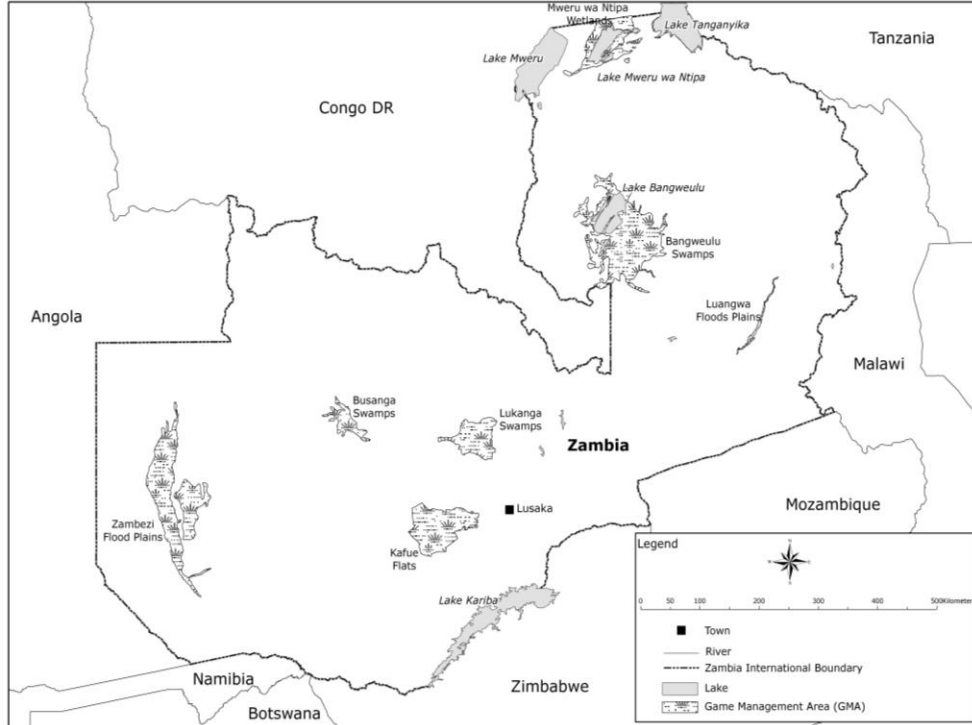 Mweru wa Ntipa
Wetlands
Lake Tanganyika
Tanzania
Lake Mweru
Lake Mweru wa Ntipa
Congo DR
Lake Bangweulu
Bangweulu
Swamps
Angola
Luangwa
Floods Plains
Malawi
Busanga
Swamps
Lukanga
Swamps
Zambia
Mozambique
Lusaka
Zambezi
Flood Plains
Kafue
Flats
Lake Kariba
Namibia
Zimbabwe
Botswana
Legend
0 50 100 200 300 400 500Kilomete
Town
River
Zambia International Boundary
Lake
Game Management Area (GMA)